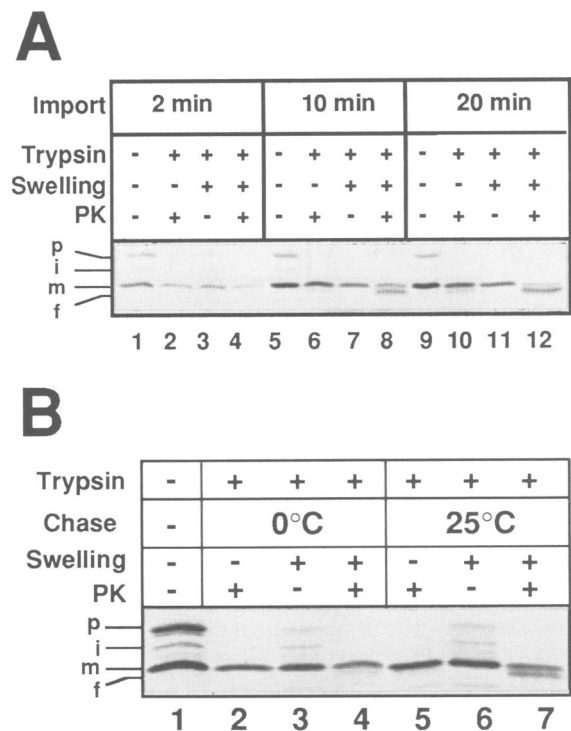 A
Import 2 min 10 min 20 min
Trypsin - + + + - + + + - + + +
Swelling - - + + - - + + - - + +
PK - + - + - + - + - + - +
p
i
m
f
1 2 3 4 5 6 7 8 9 10 11 12
B
Trypsin - + + + + + +
Chase - 0°C 25°C
Swelling - - + + - + +
PK - + - + + - +
p
i
m
f
1 2 3 4 5 6 7